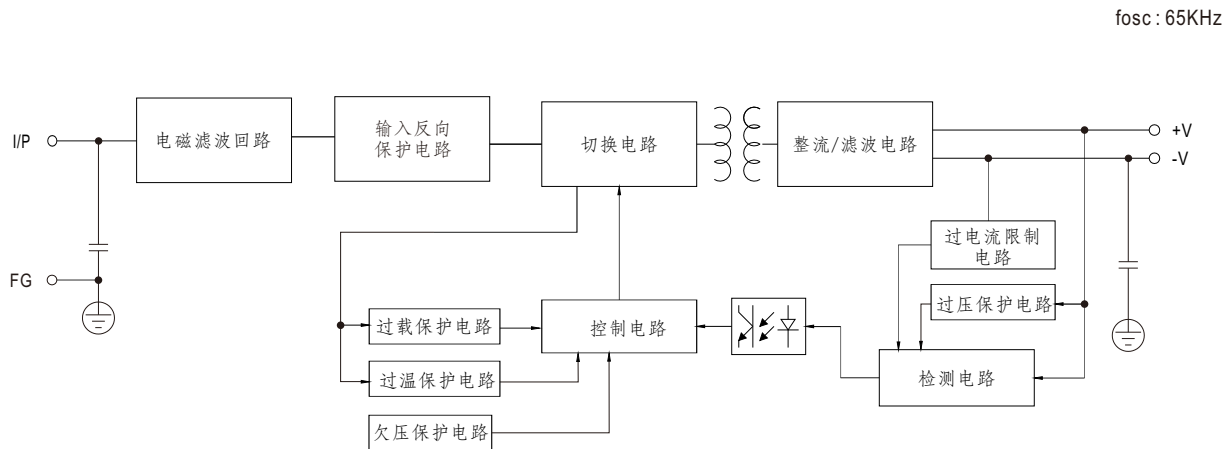 fosc : 65KHz
I/P
电磁滤波回路
输入反向
保护电路
切换电路
整流/滤波电路
+V
-V
过电流限制
电路
FG
过载保护电路
控制电路
过压保护电路
过温保护电路
检测电路
欠压保护电路